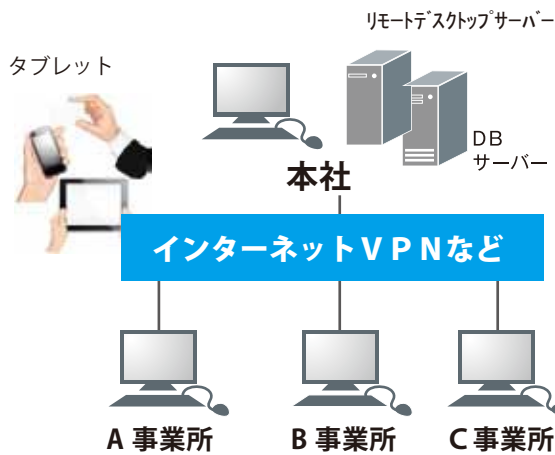 リモートデスクトップサーバー
タブレット
DB
サーバー
本社
インターネットVPNなど
A 事業所
B 事業所
C 事業所